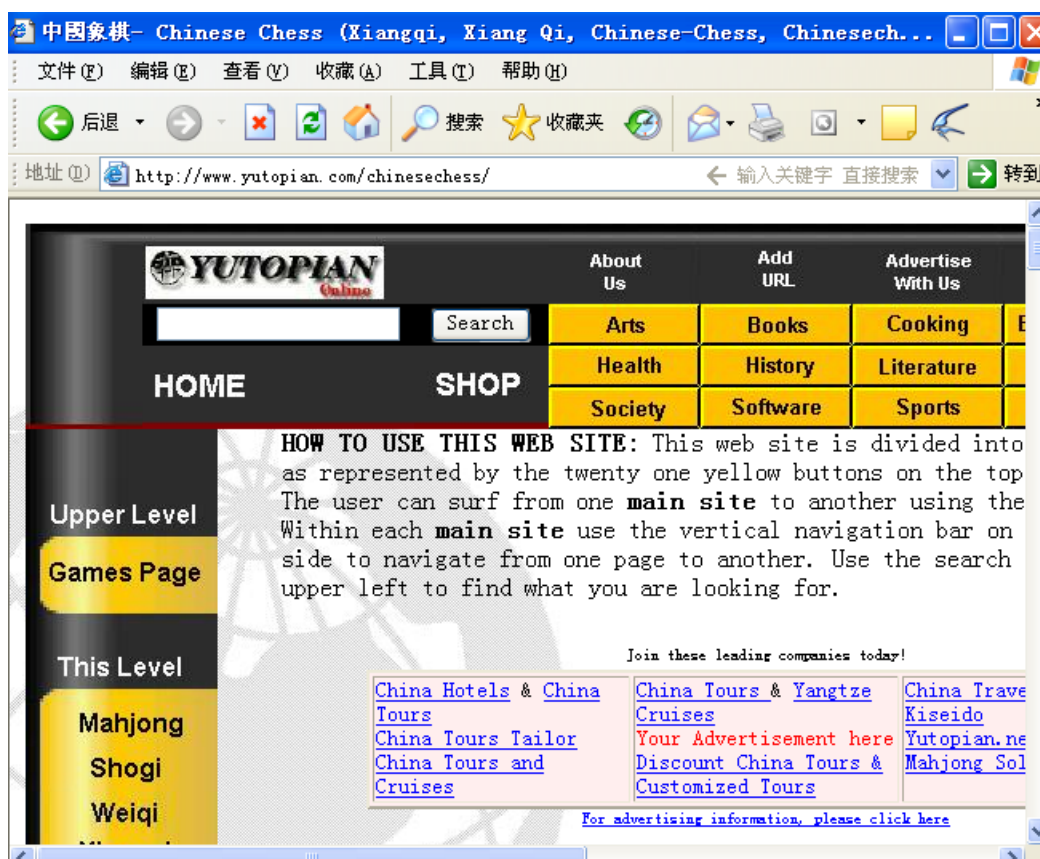 中國象棋- Chinese Chess (Xiangqi, Xiang Qi, Chinese-Chess, Chinesech...
文件(F) 编辑(E) 查看(V) 收藏(A) 工具(T) 帮助(H)
后退 搜索 收藏夹
地址(D) http://www.yutopian.com/chinesechess/ 输入关键字 直接搜索 转到
YUTOPIAN
Online
About Us
Add URL
Advertise With Us
Search Arts Books Cooking
HOME SHOP
Health History Literature
Society Software Sports
HOW TO USE THIS WEB SITE: This web site is divided into
as represented by the twenty one yellow buttons on the top
The user can surf from one main site to another using the
Within each main site use the vertical navigation bar on
side to navigate from one page to another. Use the search
upper left to find what you are looking for.
Upper Level
Games Page
This Level
Mahjong
Shogi
Weiqi
Join these leading companies today!
China Hotels & China
Tours
China Tours Tailor
China Tours and
Cruises
China Tours & Yangtze
Cruises
Your Advertisement here
Discount China Tours &
Customized Tours
China Trave
Kiseido
Yutopian.ne
Mahjong Sol
For advertising information, please click here